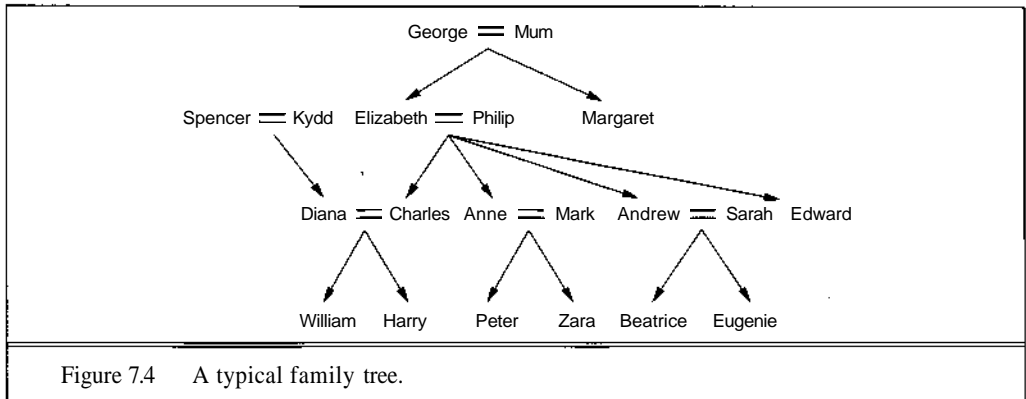 George Mum
Spencer Kydd Elizabeth Philip Margaret
Diana Charles Anne Mark Andrew Sarah Edward
William Harry Peter Zara Beatrice Eugenie
Figure 7.4 A typical family tree.